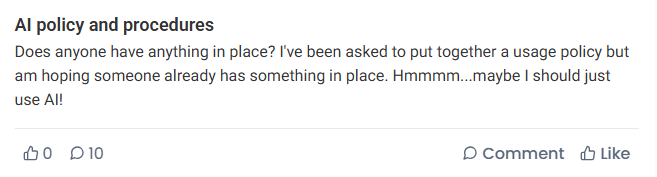 AI policy and procedures
Does anyone have anything in place? I've been asked to put together a usage policy but
am hoping someone already has something in place. Hmmmm...maybe I should just
use AI!
0 10 Comment Like